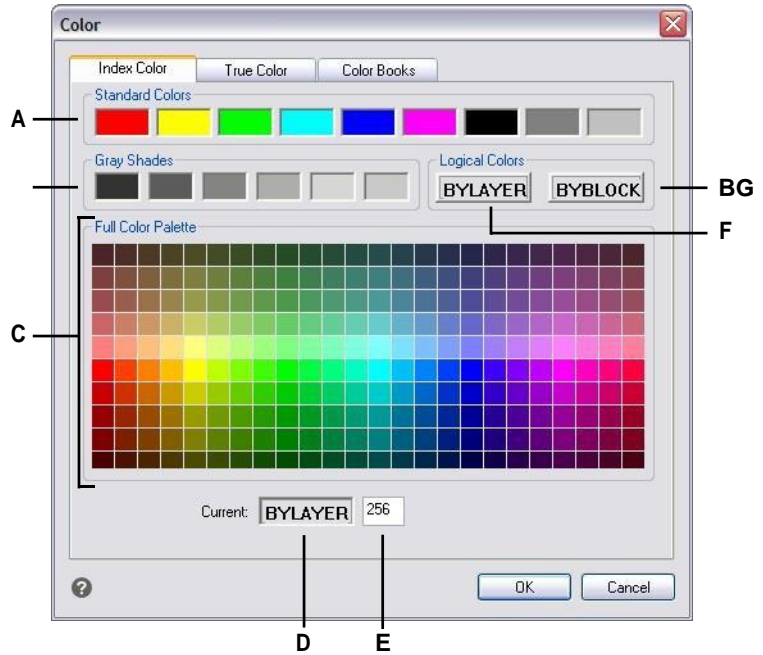 Color
Index Color True Color Color Books
Standard Colors
A
Gray Shades Logical Colors
BYLAYER BYBLOCK BG
F
Full Color Palette
C
Current: BYLAYER 256
? OK Cancel
D E